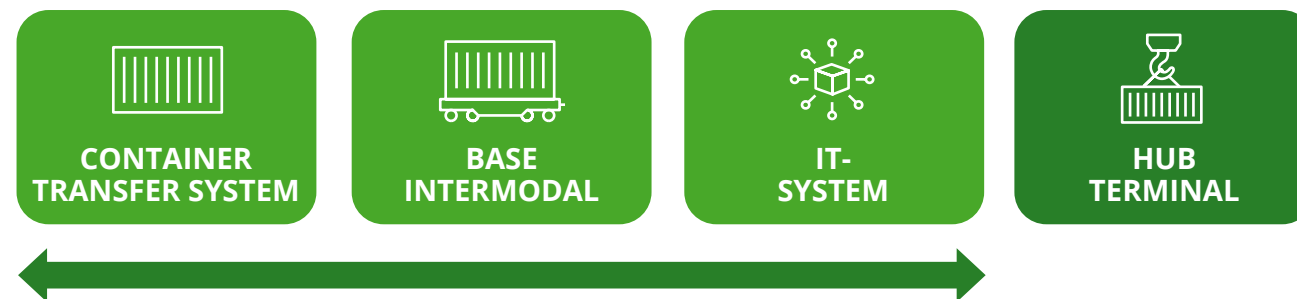 CONTAINER
TRANSFER SYSTEM
BASE
INTERMODAL
IT-
SYSTEM
HUB
TERMINAL